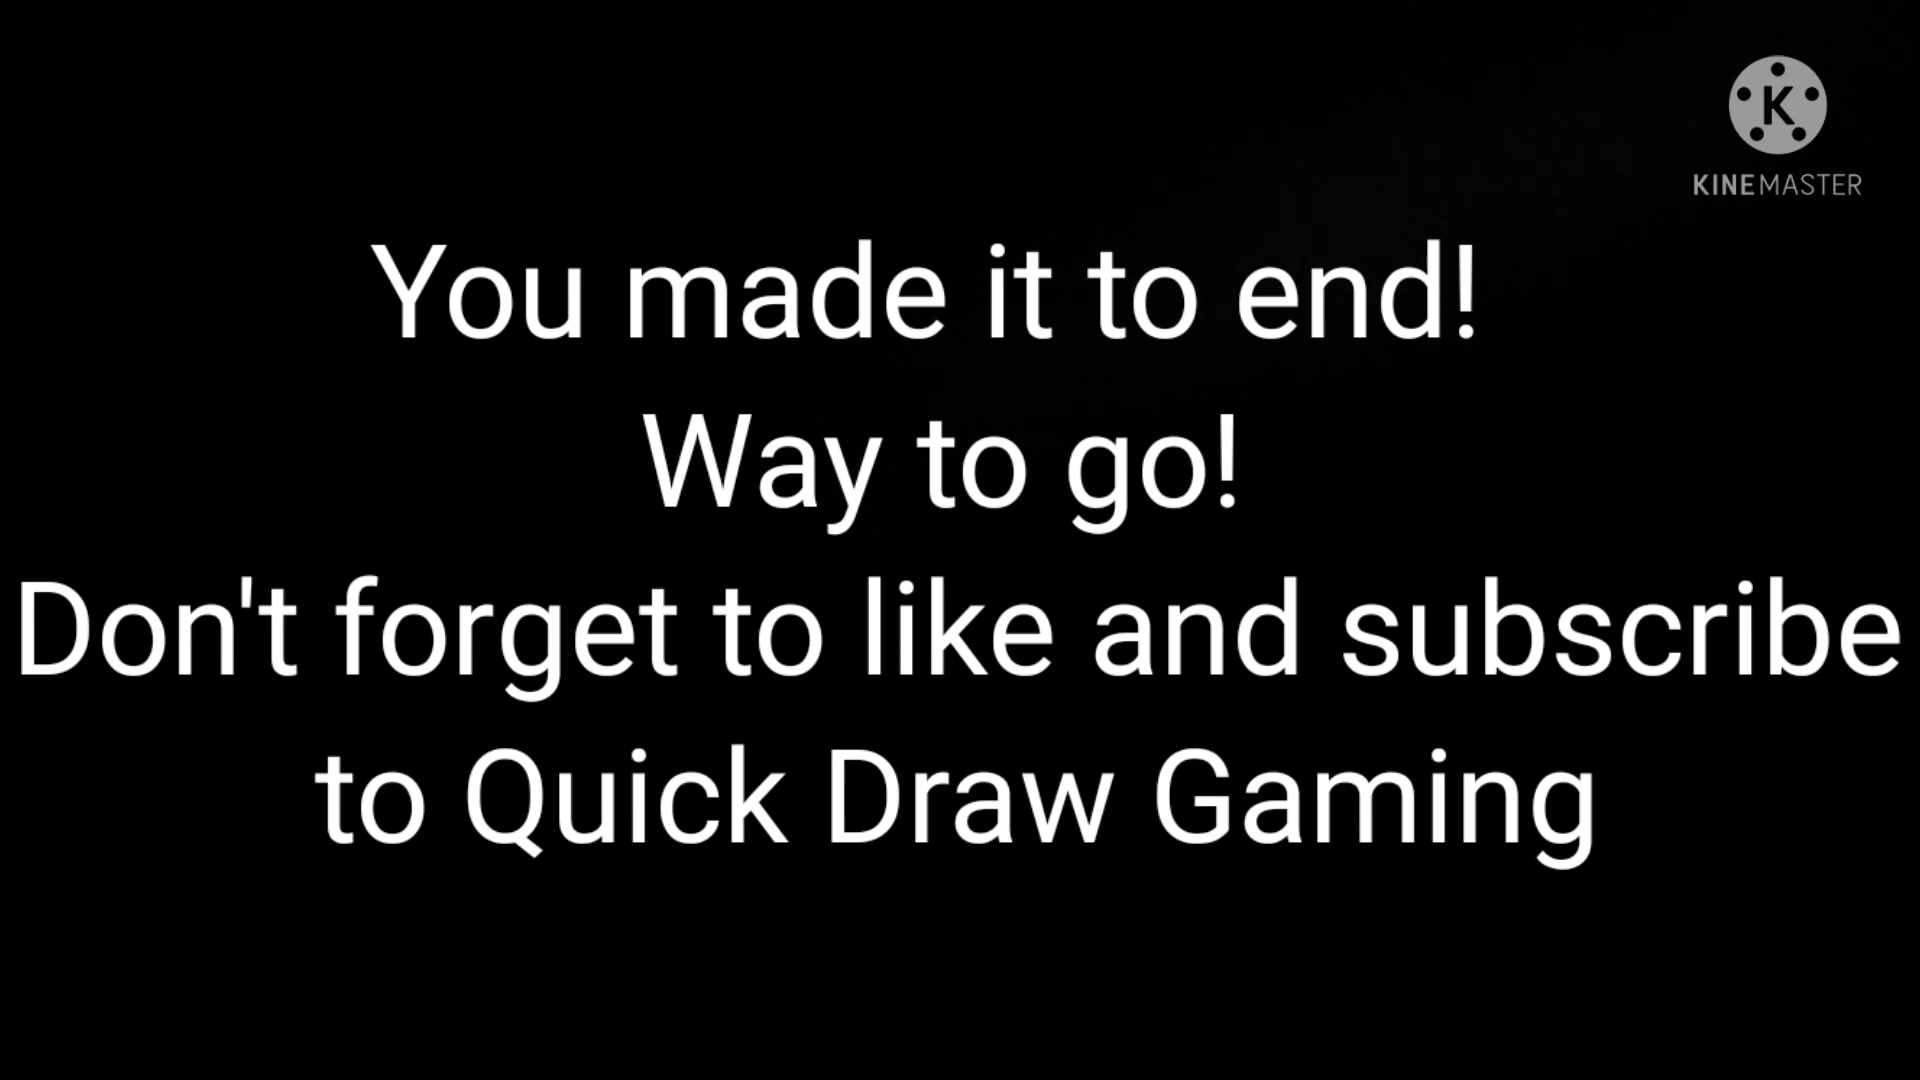 K
KINEMASTER
You made it to end!
Way to go!
Don't forget to like and subscribe
to Quick Draw Gaming